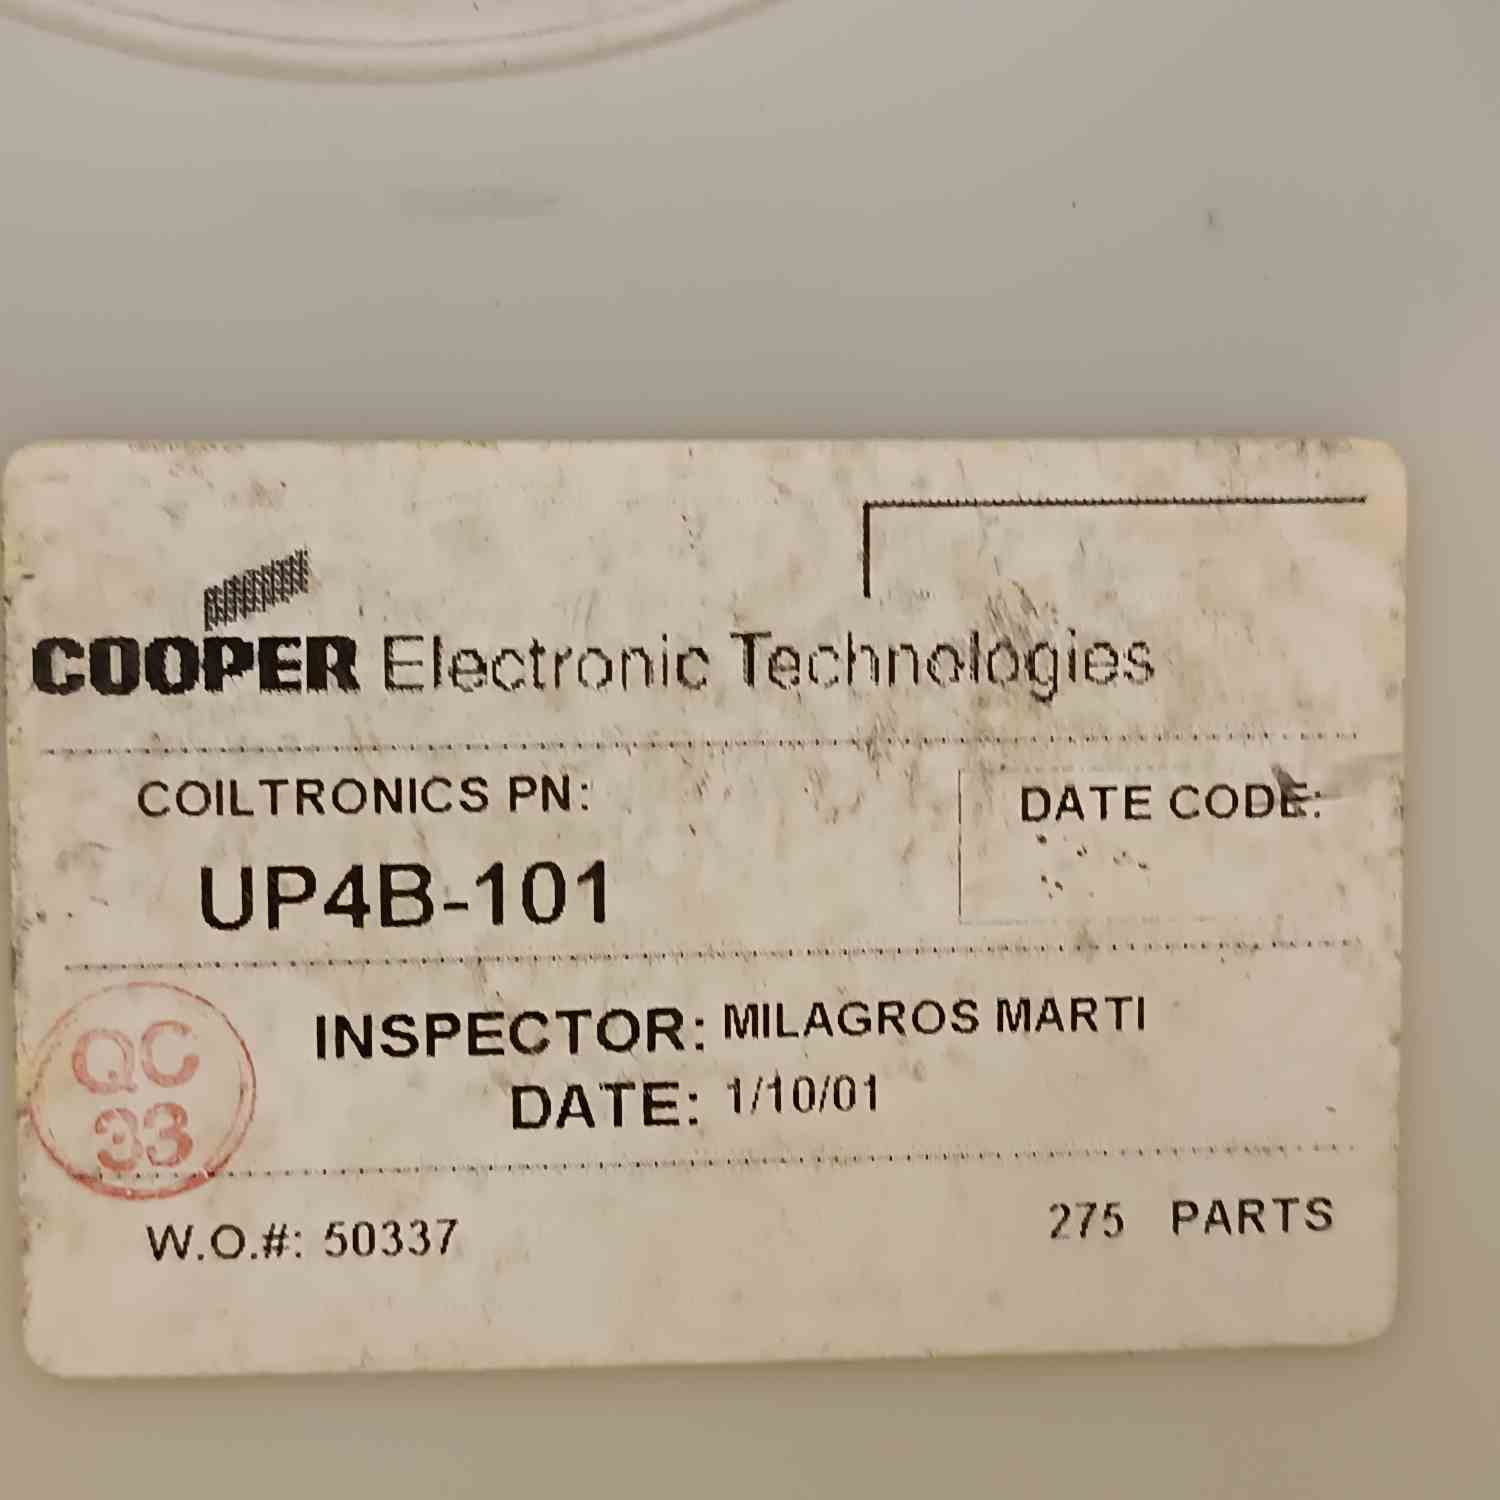 COOPER Electronic Technologies
COILTRONICS PN:
DATE CODE:
UP4B-101
INSPECTOR: MILAGROS MARTI
DATE: 1/10/01
QC
33
W.O.#: 50337
275 PARTS